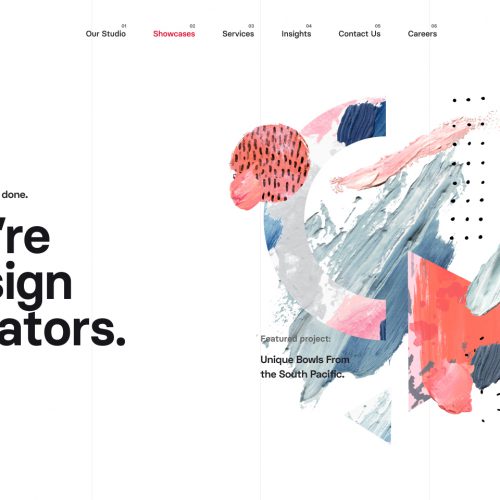 01 02 03 04 05 06
Our Studio Showcases Services Insights Contact Us Careers
done.
're
sign
ators.
Featured project:
Unique Bowls From
the South Pacific.